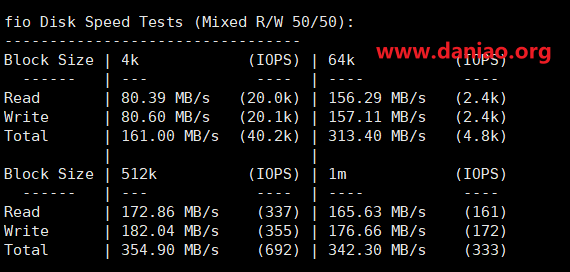 fio Disk Speed Tests (Mixed R/W 50/50):
---------------------------------
Block Size | 4k            (IOPS) | 64k           (IOPS)
www.daniao.org
  ------   | ---            ----  | ----           ----
Read       | 80.39 MB/s   (20.0k) | 156.29 MB/s   (2.4k)
Write      | 80.60 MB/s   (20.1k) | 157.11 MB/s   (2.4k)
Total      | 161.00 MB/s  (40.2k) | 313.40 MB/s   (4.8k)
           |                      |
Block Size | 512k          (IOPS) | 1m            (IOPS)
  ------   | ---            ----  | ----           ----
Read       | 172.86 MB/s    (337) | 165.63 MB/s    (161)
Write      | 182.04 MB/s    (355) | 176.66 MB/s    (172)
Total      | 354.90 MB/s    (692) | 342.30 MB/s    (333)